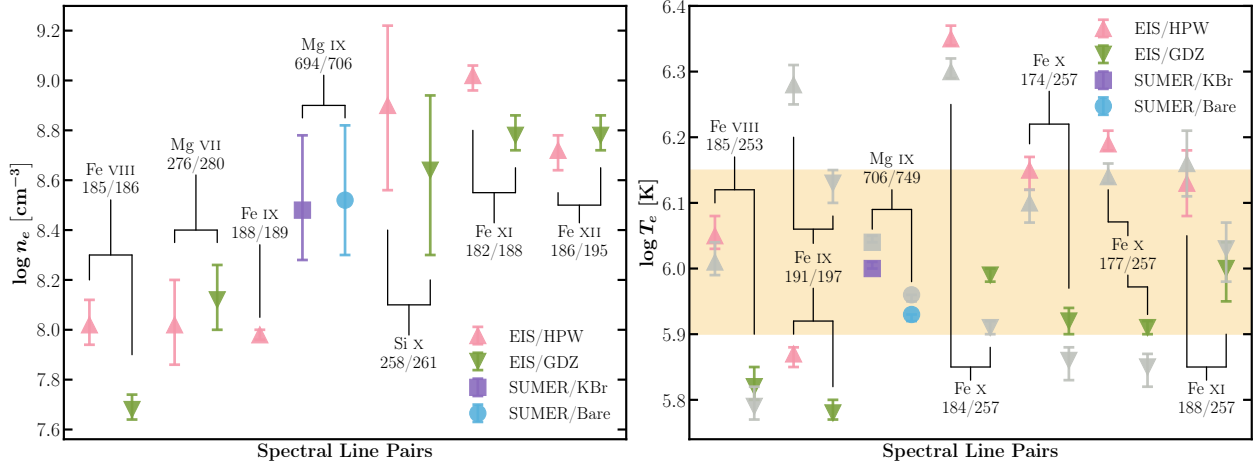 log n_e [cm⁻³]
9.2
9.0
8.8
8.6
8.4
8.2
8.0
7.8
7.6
Fe VIII
185/186
Mg VII
276/280
Fe IX
188/189
Mg IX
694/706
Si X
258/261
Fe XI
182/188
Fe XII
186/195
EIS/HPW
EIS/GDZ
SUMER/KBr
SUMER/Bare
Spectral Line Pairs
log T_e [K]
6.4
6.3
6.2
6.1
6.0
5.9
5.8
Fe VIII
185/253
Fe IX
191/197
Mg IX
706/749
Fe X
184/257
Fe X
174/257
Fe X
177/257
Fe XI
188/257
EIS/HPW
EIS/GDZ
SUMER/KBr
SUMER/Bare
Spectral Line Pairs